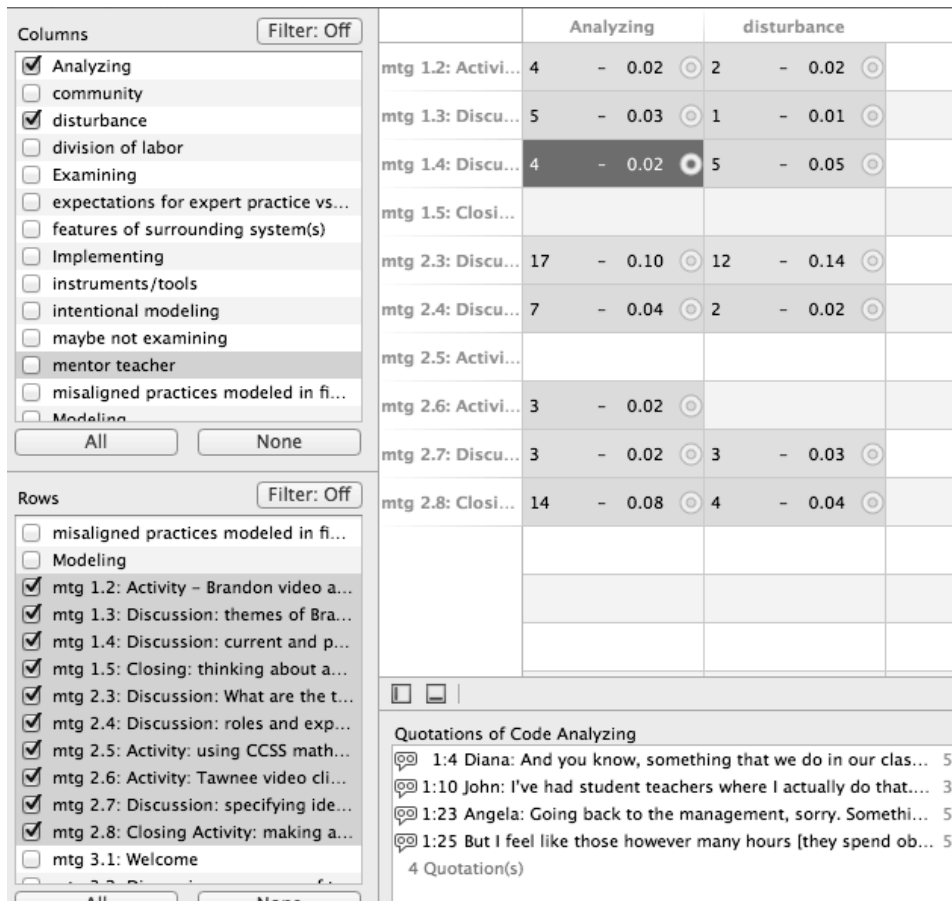 Columns
Filter: Off
Analyzing
community
disturbance
division of labor
Examining
expectations for expert practice vs...
features of surrounding system(s)
Implementing
instruments/tools
intentional modeling
maybe not examining
mentor teacher
misaligned practices modeled in fi...
Modeling
All None
Rows
Filter: Off
misaligned practices modeled in fi...
Modeling
mtg 1.2: Activity – Brandon video a...
mtg 1.3: Discussion: themes of Bra...
mtg 1.4: Discussion: current and p...
mtg 1.5: Closing: thinking about a...
mtg 2.3: Discussion: What are the t...
mtg 2.4: Discussion: roles and exp...
mtg 2.5: Activity: using CCSS math...
mtg 2.6: Activity: Tawnee video cli...
mtg 2.7: Discussion: specifying ide...
mtg 2.8: Closing Activity: making a...
mtg 3.1: Welcome
All None
Analyzing disturbance
mtg 1.2: Activi... 4 – 0.02 2 – 0.02
mtg 1.3: Discu... 5 – 0.03 1 – 0.01
mtg 1.4: Discu... 4 – 0.02 5 – 0.05
mtg 1.5: Closi...
mtg 2.3: Discu... 17 – 0.10 12 – 0.14
mtg 2.4: Discu... 7 – 0.04 2 – 0.02
mtg 2.5: Activi...
mtg 2.6: Activi... 3 – 0.02
mtg 2.7: Discu... 3 – 0.02 3 – 0.03
mtg 2.8: Closi... 14 – 0.08 4 – 0.04
Quotations of Code Analyzing
1:4 Diana: And you know, something that we do in our clas... 5
1:10 John: I've had student teachers where I actually do that.... 3
1:23 Angela: Going back to the management, sorry. Somethi... 5
1:25 But I feel like those however many hours [they spend ob... 5
4 Quotation(s)